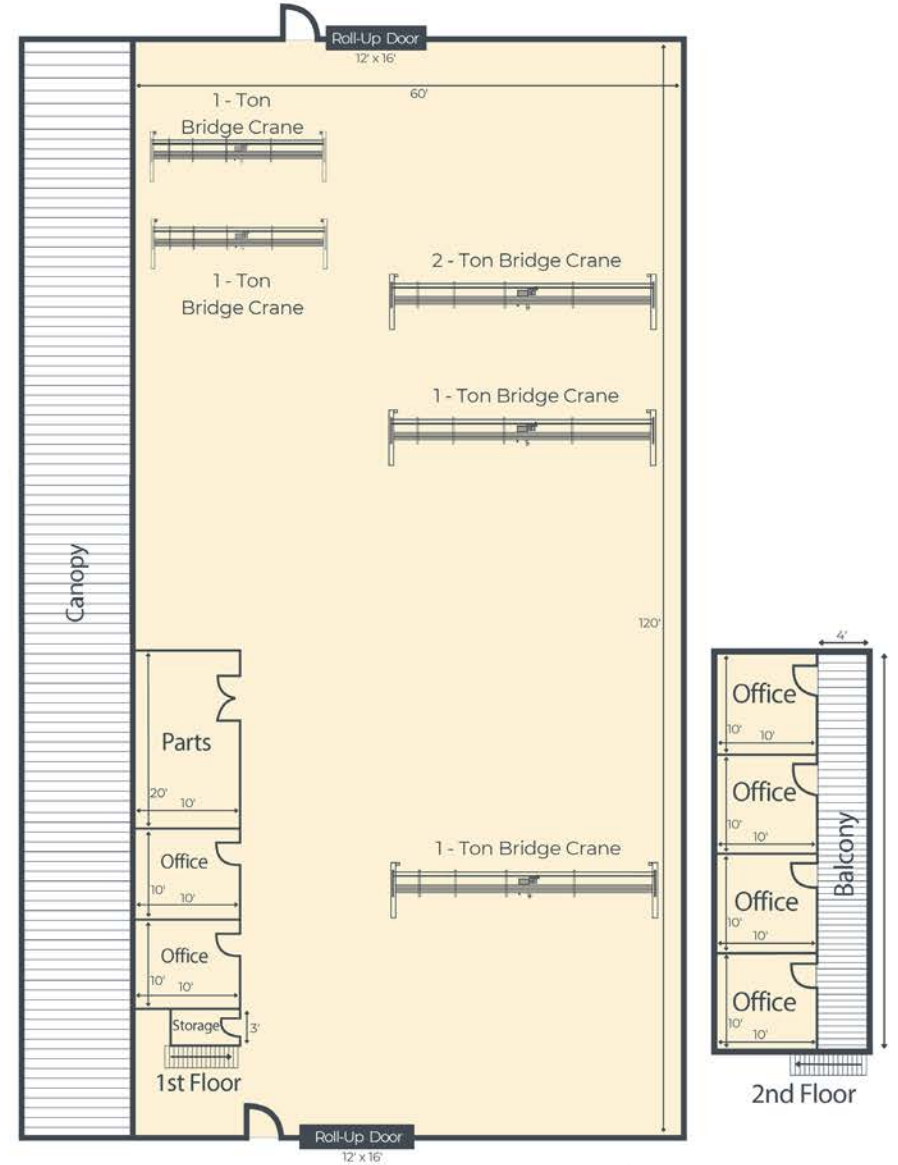 Roll-Up Door
12' x 16'
60'
1 - Ton
Bridge Crane
1 - Ton
Bridge Crane
2 - Ton Bridge Crane
1 - Ton Bridge Crane
Canopy
120'
Parts
20'
10'
Office
10'
10'
Office
10'
10'
Storage
3'
1st Floor
1 - Ton Bridge Crane
Roll-Up Door
12' x 16'
4'
Office
10'
10'
Office
10'
10'
Office
10'
10'
Office
10'
10'
Balcony
2nd Floor